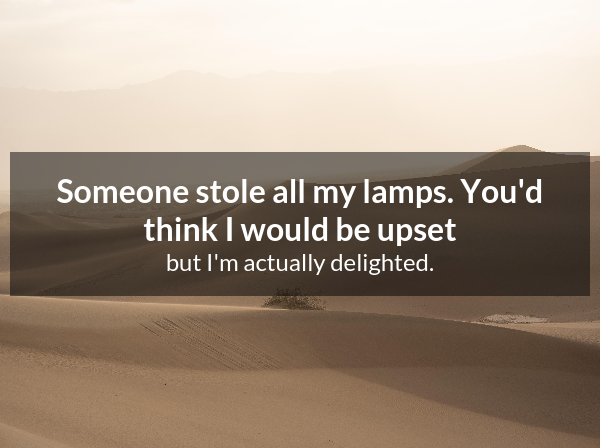 Someone stole all my lamps. You'd
think I would be upset
but I'm actually delighted.